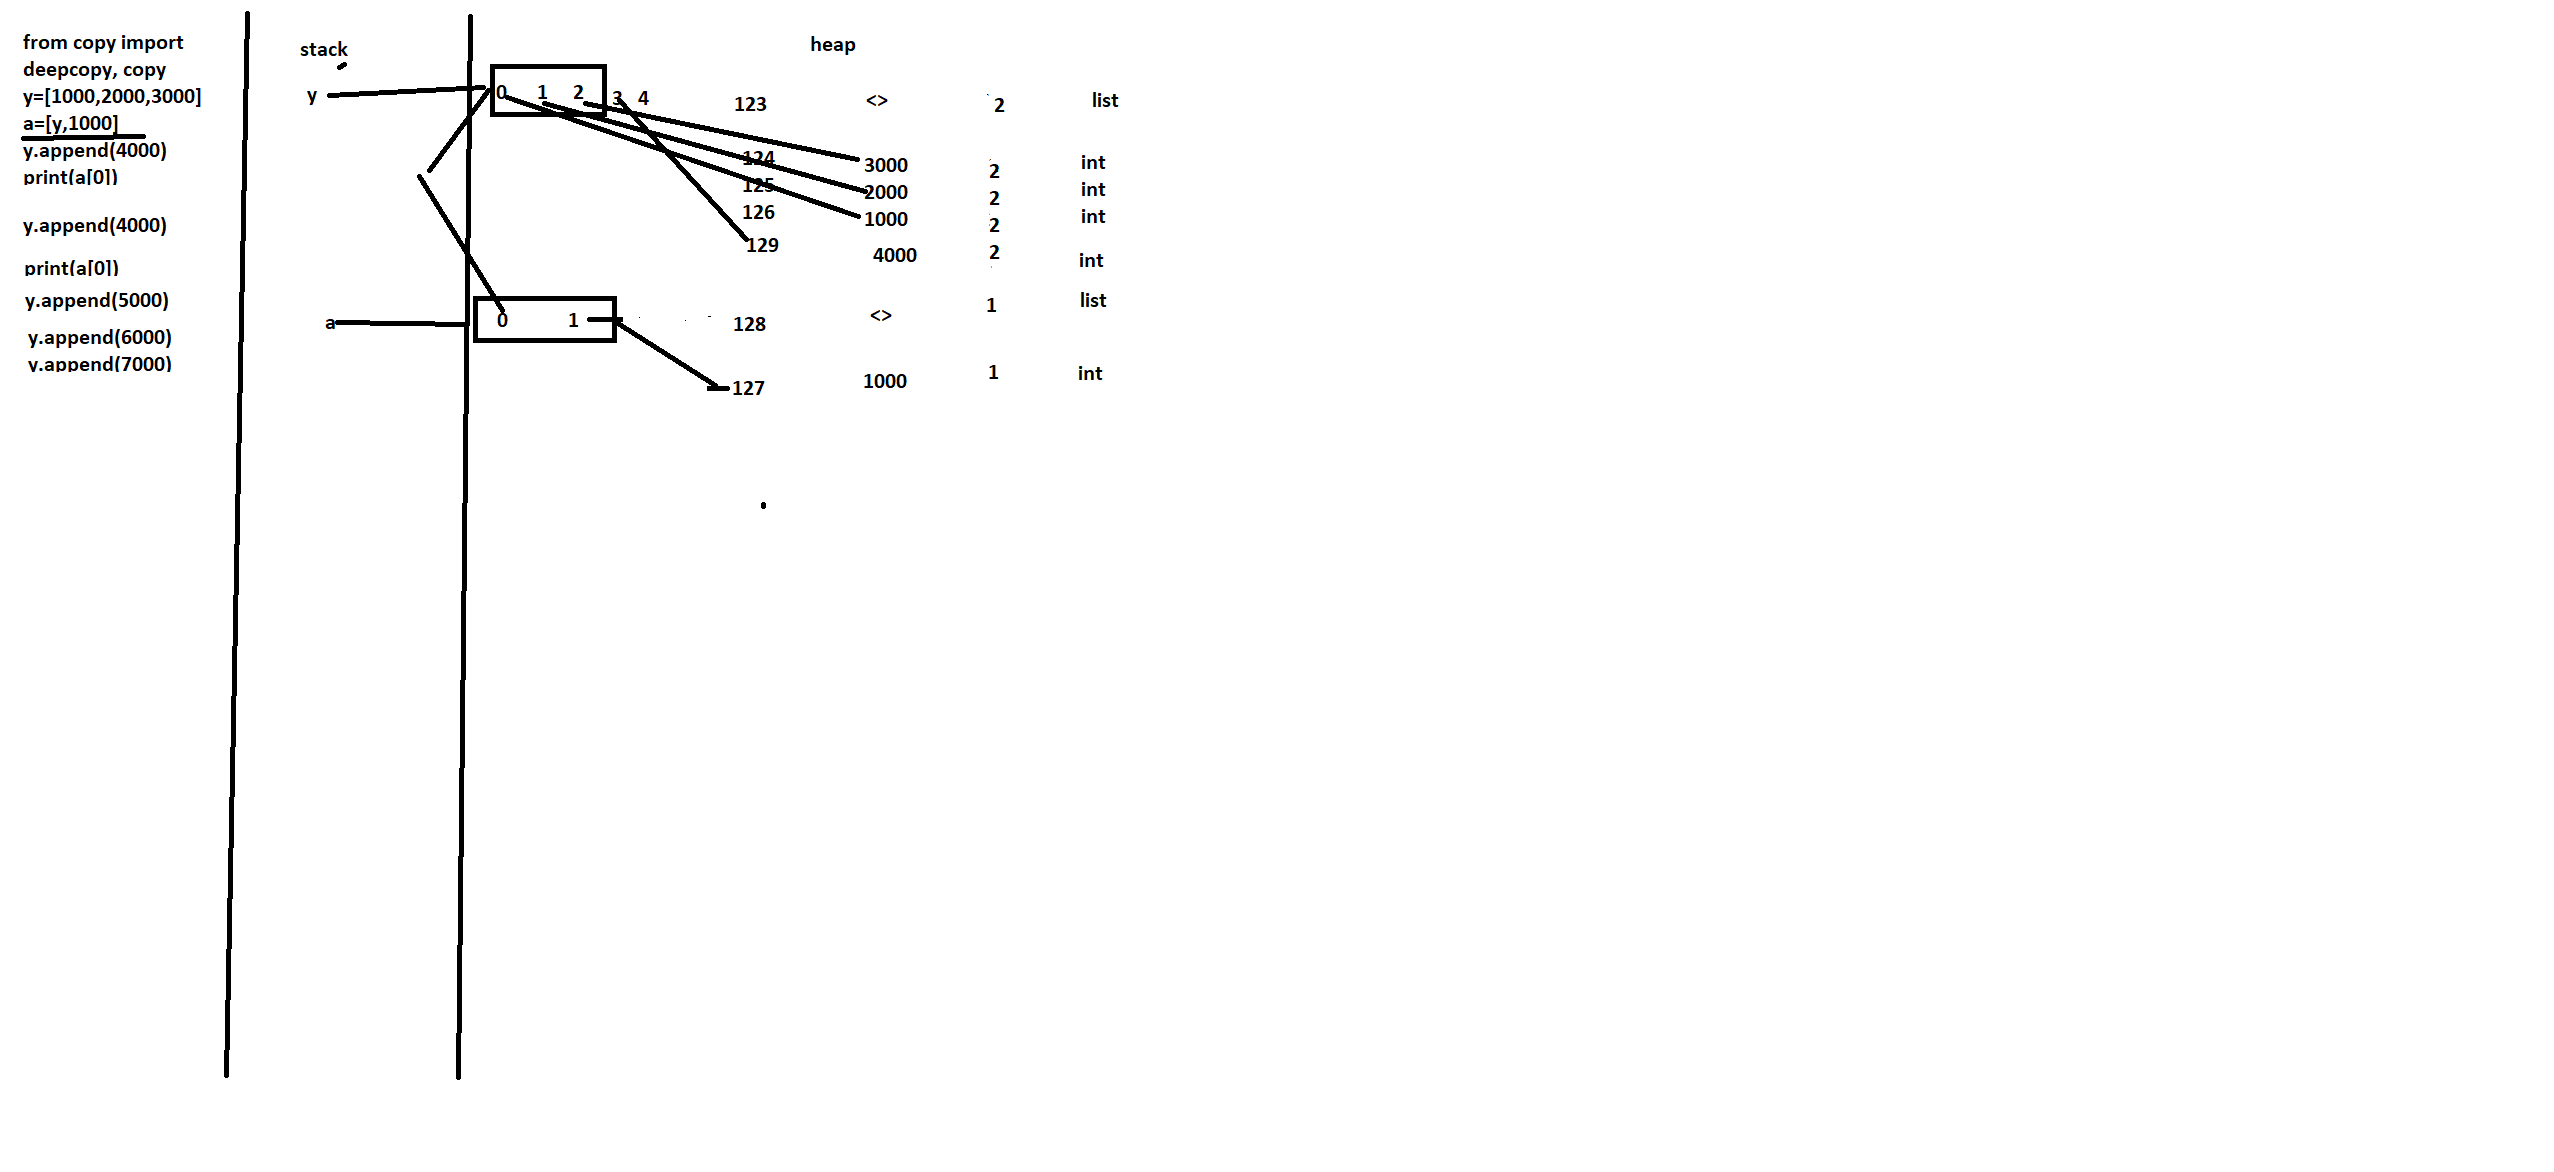 from copy import
deepcopy, copy
y=[1000,2000,3000]
a=[y,1000]
y.append(4000)
print(a[0])
y.append(4000)
print(a[0])
y.append(5000)
y.append(6000)
y.append(7000)
stack
y
a
heap
0 1 2 3 4 123 <> 2 list
124 3000 2 int
125 2000 2 int
126 1000 2 int
129 4000 2 int
0 1 128 <> 1 list
127 1000 1 int